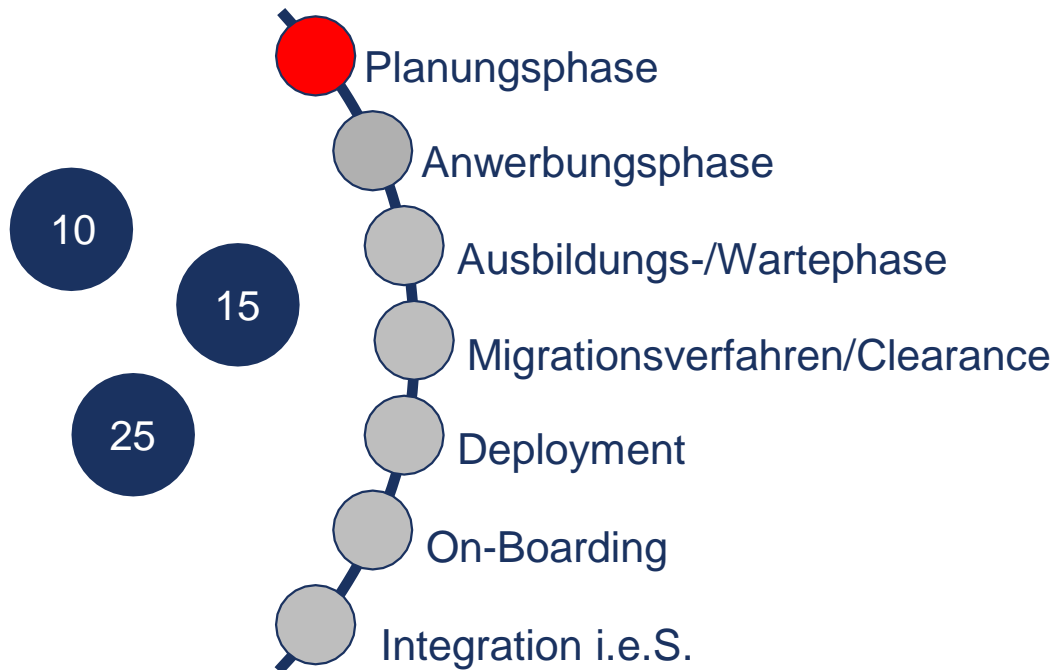 Planungsphase
Anwerbungsphase
10
Ausbildungs-/Wartephase
15
Migrationsverfahren/Clearance
25
Deployment
On-Boarding
Integration i.e.S.